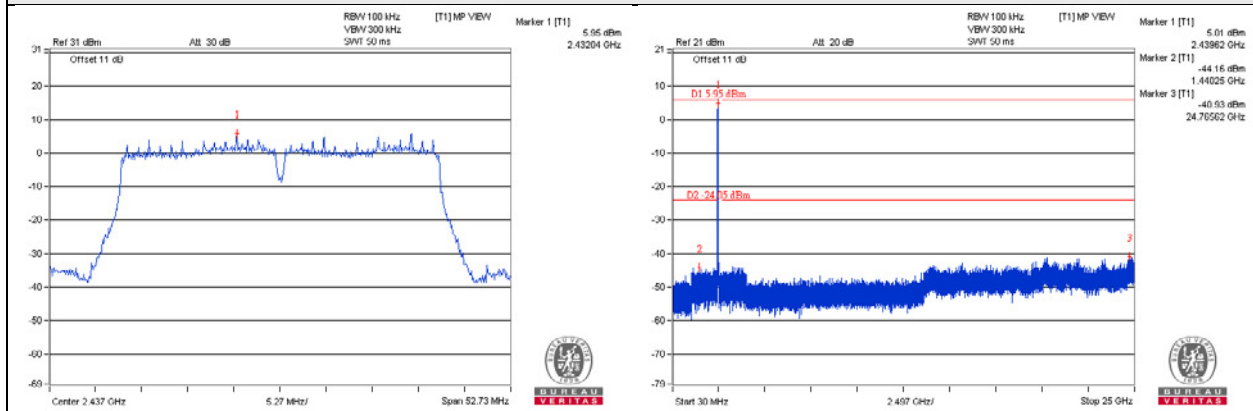 RBW 100 kHz [T1] MP VIEW
VBW 300 kHz
Ref 31 dBm Att 30 dB SWT 50 ms
Marker 1 [T1]
5.95 dBm
2.43204 GHz
31
Offset 11 dB
20
10
0
-10
-20
-30
-40
-50
-60
-69
1
Center 2.437 GHz 5.27 MHz/ Span 52.73 MHz
BUREAU
VERITAS
RBW 100 kHz [T1] MP VIEW
VBW 300 kHz
Ref 21 dBm Att 20 dB SWT 50 ms
Marker 1 [T1]
5.01 dBm
2.43962 GHz
Marker 2 [T1]
-44.16 dBm
1.44025 GHz
Marker 3 [T1]
-40.93 dBm
24.76562 GHz
21
Offset 11 dB
10
0
-10
-20
-30
-40
-50
-60
-70
-79
1
D1 5.95 dBm
D2 -24.05 dBm
2
3
Start 30 MHz 2.497 GHz/ Stop 25 GHz
BUREAU
VERITAS